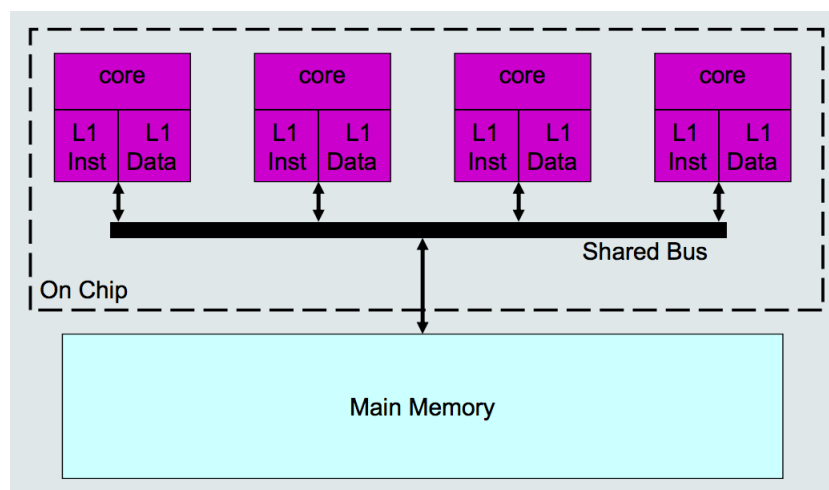 core
L1 Inst
L1 Data
core
L1 Inst
L1 Data
core
L1 Inst
L1 Data
core
L1 Inst
L1 Data
Shared Bus
On Chip
Main Memory